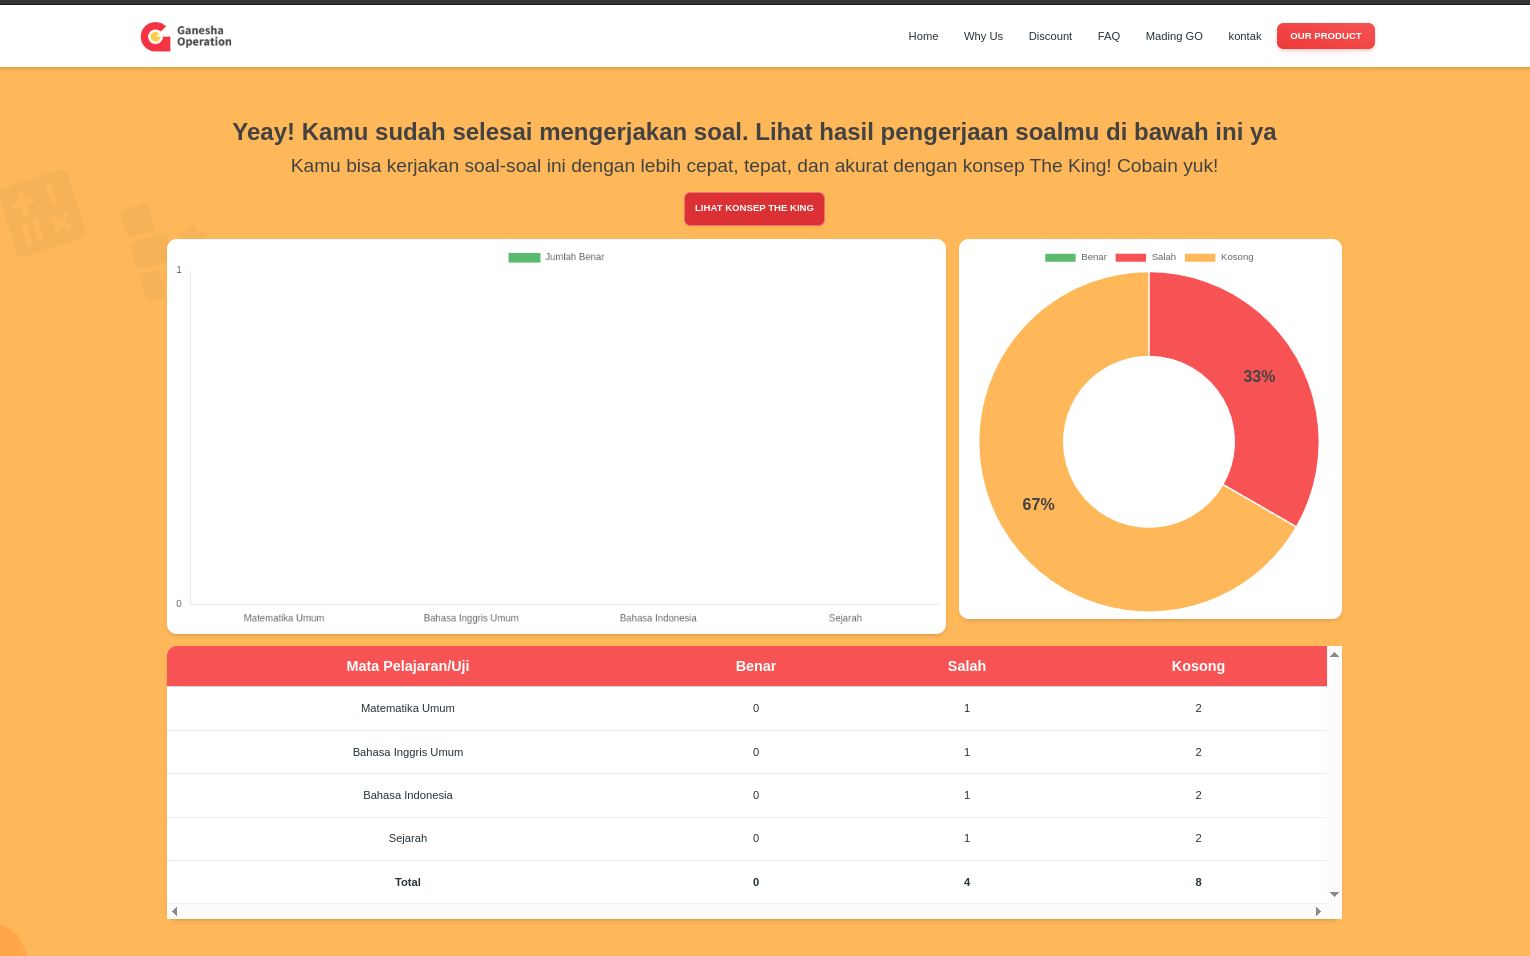 Ganesha
Operation
Home Why Us Discount FAQ Mading GO kontak OUR PRODUCT
Yeay! Kamu sudah selesai mengerjakan soal. Lihat hasil pengerjaan soalmu di bawah ini ya
Kamu bisa kerjakan soal-soal ini dengan lebih cepat, tepat, dan akurat dengan konsep The King! Cobain yuk!
LIHAT KONSEP THE KING
Jumlah Benar
1
0
Matematika Umum Bahasa Inggris Umum Bahasa Indonesia Sejarah
Benar Salah Kosong
33%
67%
Mata Pelajaran/Uji Benar Salah Kosong
Matematika Umum 0 1 2
Bahasa Inggris Umum 0 1 2
Bahasa Indonesia 0 1 2
Sejarah 0 1 2
Total 0 4 8